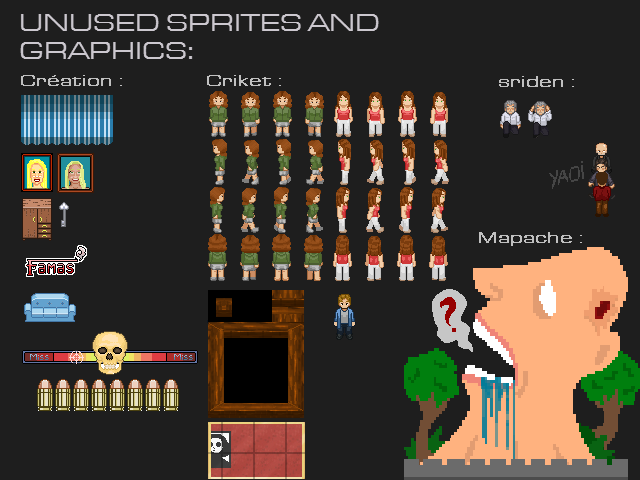 UNUSED SPRITES AND
GRAPHICS:
Création :
Criket :
sriden :
YAOi
Mapache :
?
Famas
Miss
Miss